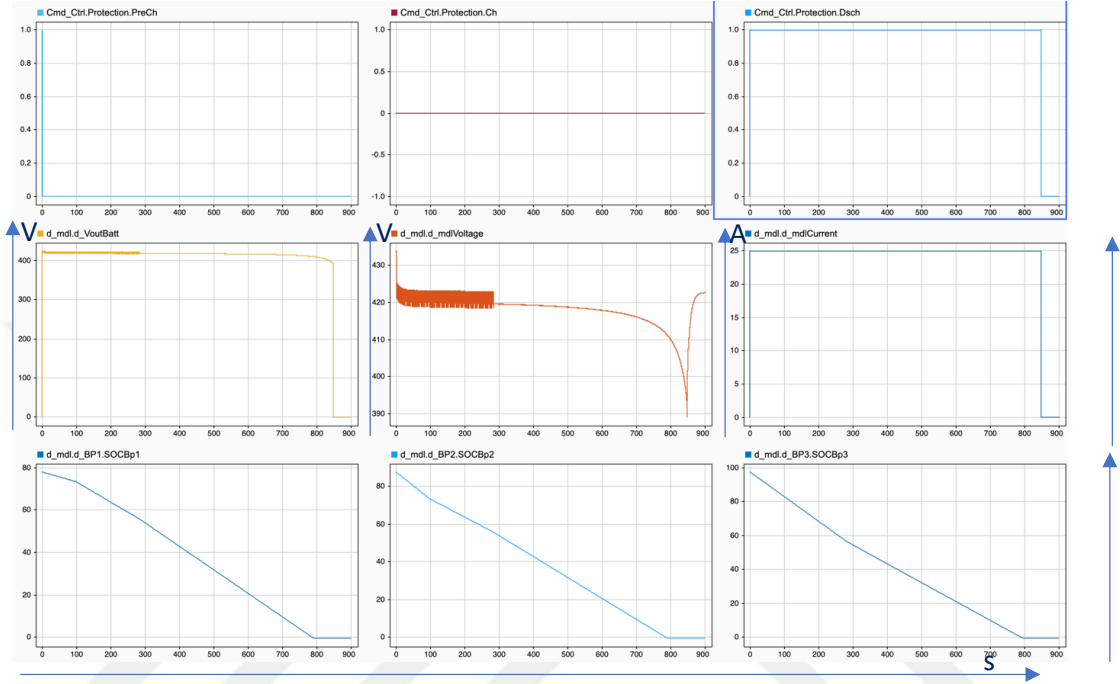 Cmd_Ctrl.Protection.PreCh
1.0
0.8
0.6
0.4
0.2
0
0 100 200 300 400 500 600 700 800 900
Cmd_Ctrl.Protection.Ch
1.0
0.5
0
-0.5
-1.0
0 100 200 300 400 500 600 700 800 900
Cmd_Ctrl.Protection.Dsch
1.0
0.8
0.6
0.4
0.2
0
0 100 200 300 400 500 600 700 800 900
V
d_mdl.d_VoutBatt
400
300
200
100
0
0 100 200 300 400 500 600 700 800 900
V
d_mdl.d_mdlVoltage
430
420
410
400
390
0 100 200 300 400 500 600 700 800 900
A
d_mdl.d_mdlCurrent
25
20
15
10
5
0
0 100 200 300 400 500 600 700 800 900
d_mdl.d_BP1.SOCBp1
80
60
40
20
0
0 100 200 300 400 500 600 700 800 900
d_mdl.d_BP2.SOCBp2
80
60
40
20
0
0 100 200 300 400 500 600 700 800 900
d_mdl.d_BP3.SOCBp3
100
80
60
40
20
0
0 100 200 300 400 500 600 700 800 900
s